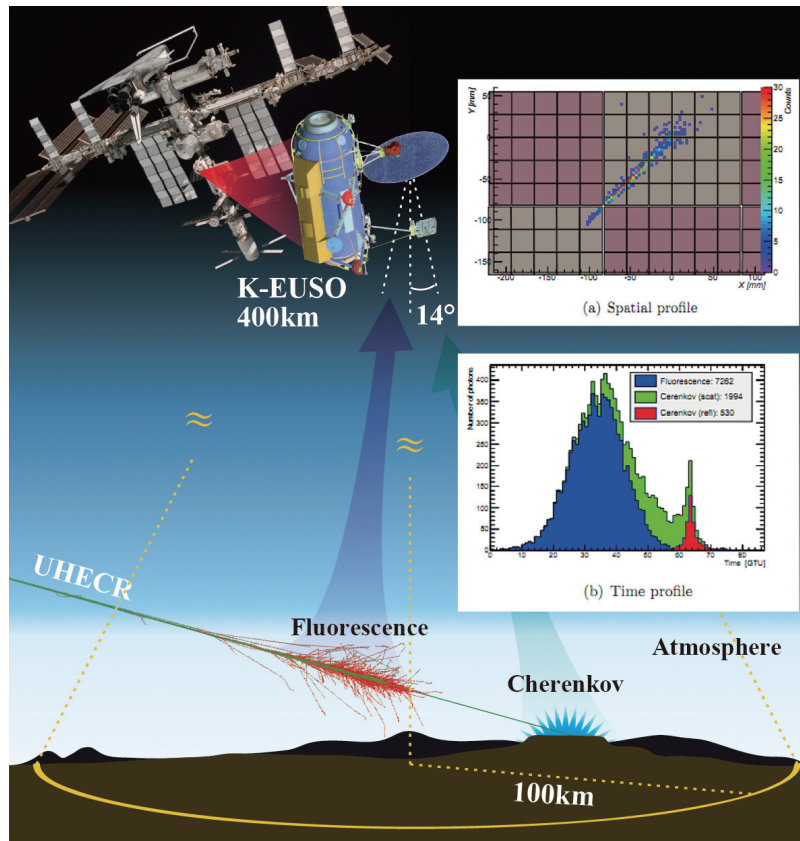 K-EUSO
400km
14°
Y [mm]
50
0
-50
-100
-150
-200
-150
-100
-50
0
50
100
X [mm]
Counts
30
25
20
15
10
5
0
(a) Spatial profile
Number of photons
400
350
300
250
200
150
100
50
0
Fluorescence: 7262
Cerenkov (scat): 1994
Cerenkov (refl): 530
0
10
20
30
40
50
60
70
80
Time [GTU]
(b) Time profile
UHECR
Fluorescence
Atmosphere
Cherenkov
100km